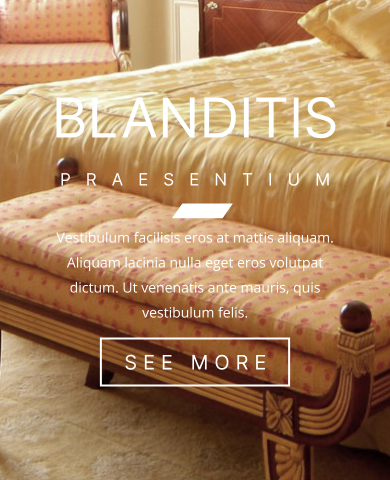 BLANDITIS
PRAESENTIUM
Vestibulum facilisis eros at mattis aliquam.
Aliquam lacinia nulla eget eros volutpat
dictum. Ut venenatis ante mauris, quis
vestibulum felis.
SEE MORE